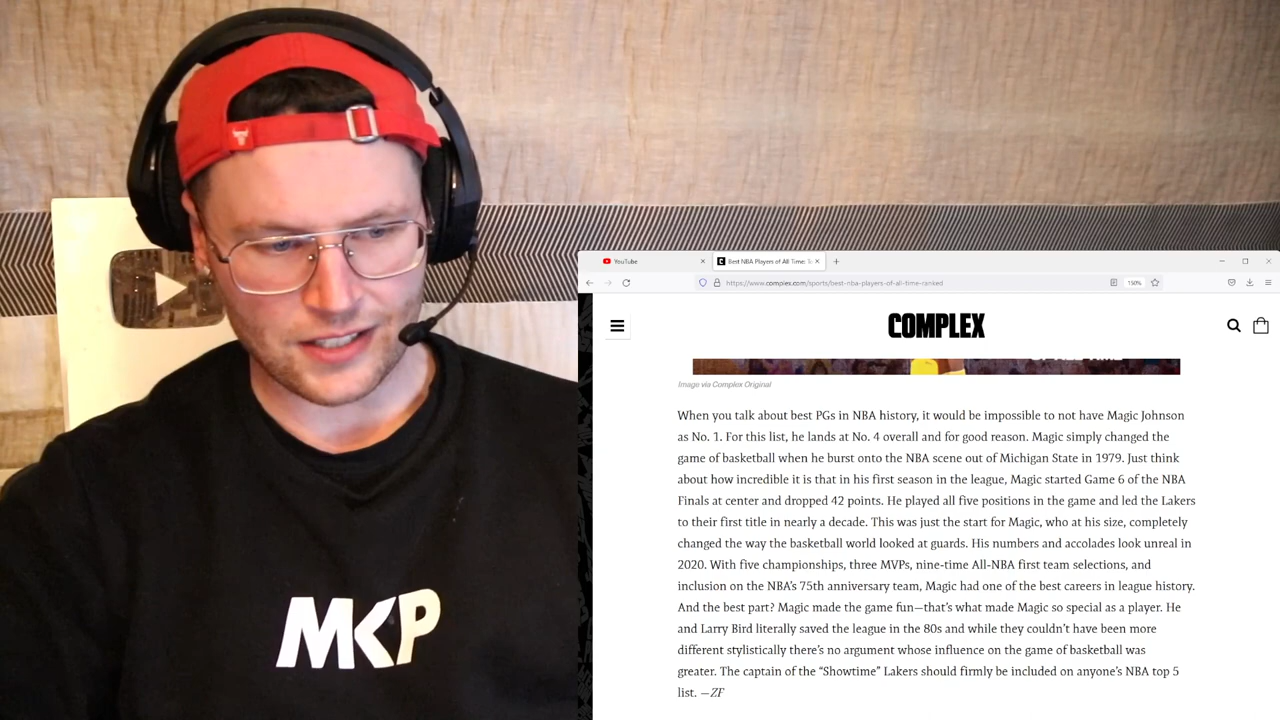 YouTube
Best NBA Players of All Time: To
https://www.complex.com/sports/best-nba-players-of-all-time-ranked
150%
COMPLEX
Image via Complex Original
When you talk about best PGs in NBA history, it would be impossible to not have Magic Johnson
as No. 1. For this list, he lands at No. 4 overall and for good reason. Magic simply changed the
game of basketball when he burst onto the NBA scene out of Michigan State in 1979. Just think
about how incredible it is that in his first season in the league, Magic started Game 6 of the NBA
Finals at center and dropped 42 points. He played all five positions in the game and led the Lakers
to their first title in nearly a decade. This was just the start for Magic, who at his size, completely
changed the way the basketball world looked at guards. His numbers and accolades look unreal in
2020. With five championships, three MVPs, nine-time All-NBA first team selections, and
inclusion on the NBA’s 75th anniversary team, Magic had one of the best careers in league history.
And the best part? Magic made the game fun—that’s what made Magic so special as a player. He
and Larry Bird literally saved the league in the 80s and while they couldn’t have been more
different stylistically there’s no argument whose influence on the game of basketball was
greater. The captain of the “Showtime” Lakers should firmly be included on anyone’s NBA top 5
list. —ZF
MKP